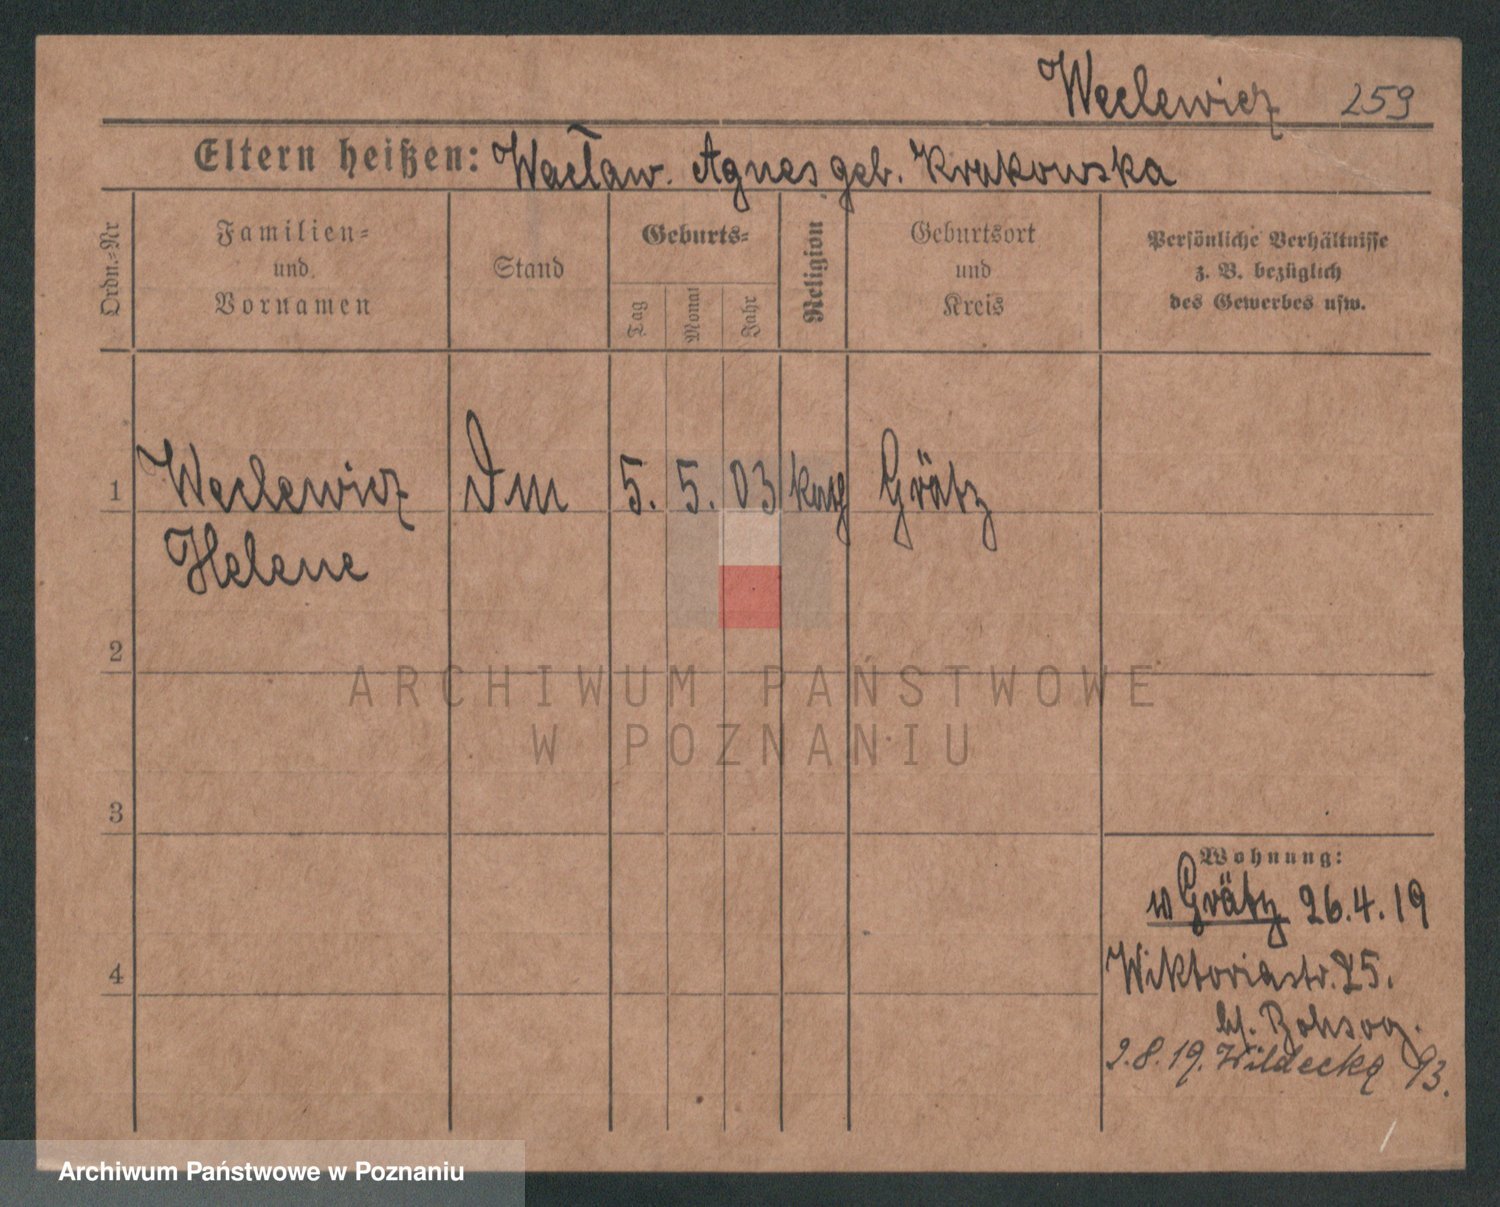 Weclewicz 259
Eltern heißen: Wacław. Agnes geb. Krakowska
Ordn.-Nr
Familien-
und
Vornamen
Stand
Geburts-
Tag
Monat
Jahr
Religion
Geburtsort
und
Kreis
Persönliche Verhältnisse
z. B. bezüglich
des Gewerbes usw.
1 Weclewicz Dm 5. 5. 03 kath Grätz
Helene
2
ARCHIWUM PAŃSTWOWE
W POZNANIU
3
Wohnung:
w Grätz 26.4.19
4
Wiktoriastr. 25.
bf.
2.8.19. Wildecka 93.
Archiwum Państwowe w Poznaniu